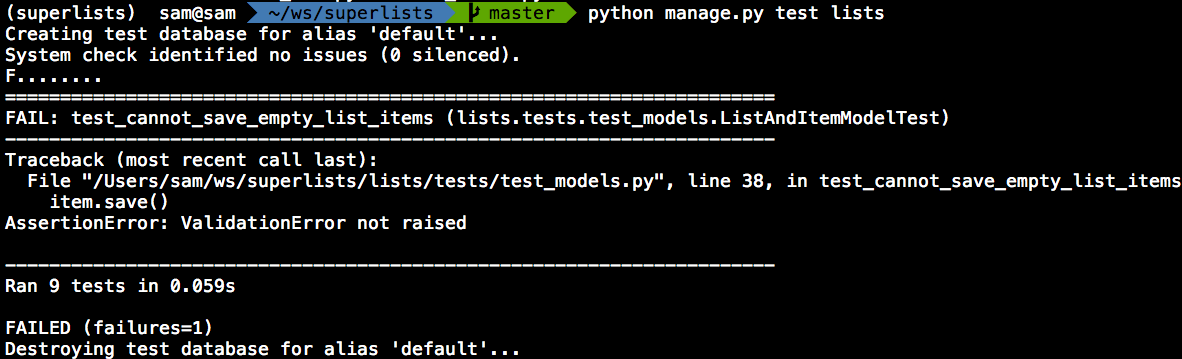 (superlists)  sam@sam  ~/ws/superlists  master  python manage.py test lists
Creating test database for alias 'default'...
System check identified no issues (0 silenced).
F........
======================================================================
FAIL: test_cannot_save_empty_list_items (lists.tests.test_models.ListAndItemModelTest)
----------------------------------------------------------------------
Traceback (most recent call last):
  File "/Users/sam/ws/superlists/lists/tests/test_models.py", line 38, in test_cannot_save_empty_list_items
    item.save()
AssertionError: ValidationError not raised

----------------------------------------------------------------------
Ran 9 tests in 0.059s

FAILED (failures=1)
Destroying test database for alias 'default'...